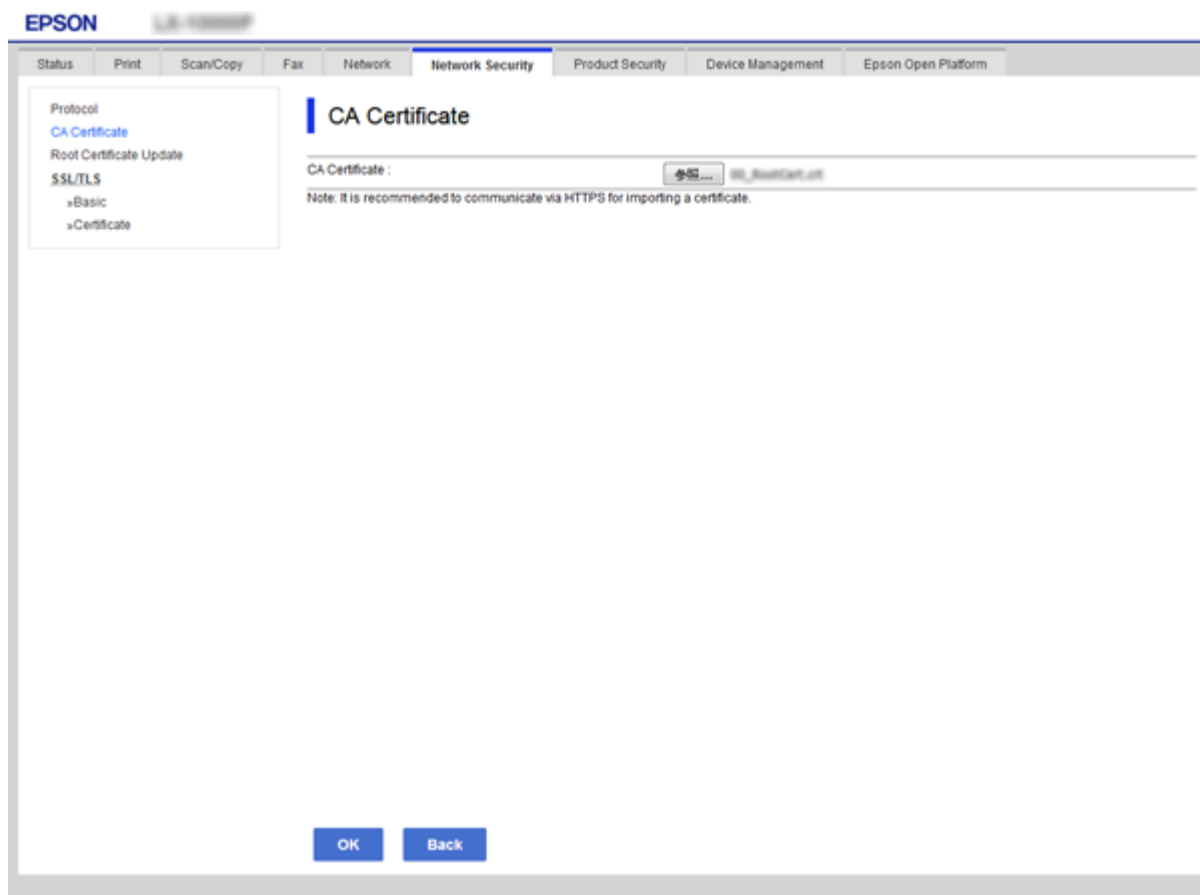 EPSON
Status Print Scan/Copy Fax Network Network Security Product Security Device Management Epson Open Platform
Protocol
CA Certificate
Root Certificate Update
SSL/TLS
»Basic
»Certificate
CA Certificate
CA Certificate :
参照...
Note: It is recommended to communicate via HTTPS for importing a certificate.
OK Back